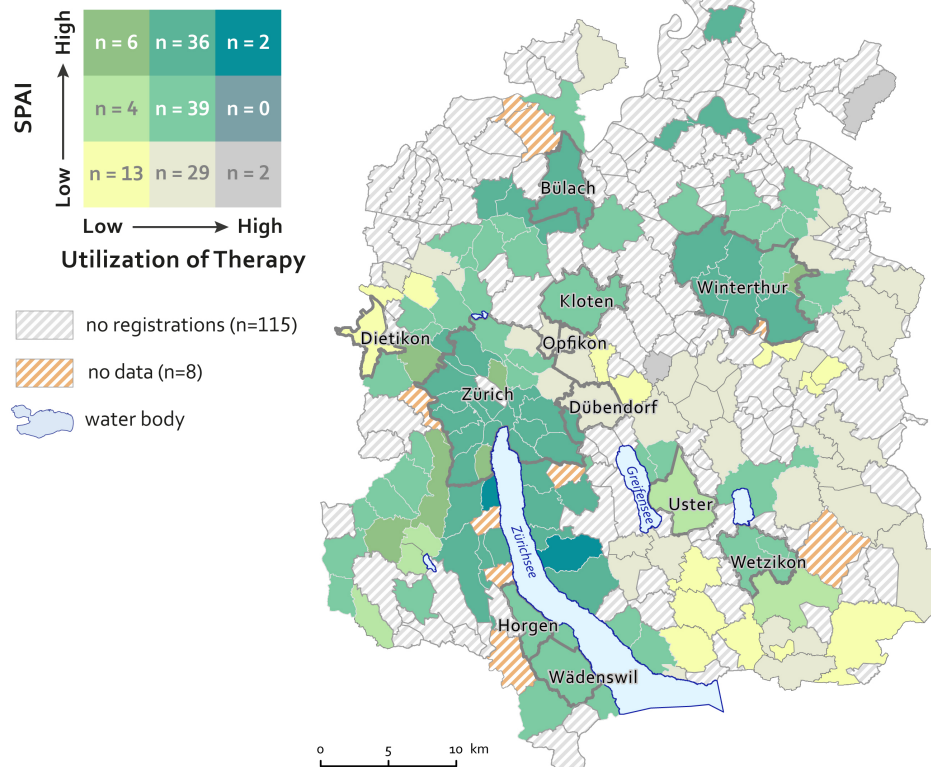 SPAI
High
Low
n = 6
n = 36
n = 2
n = 4
n = 39
n = 0
n = 13
n = 29
n = 2
Low
High
Utilization of Therapy
no registrations (n=115)
no data (n=8)
water body
Bülach
Winterthur
Kloten
Dietikon
Opfikon
Zürich
Dübendorf
Greifensee
Uster
Zürichsee
Wetzikon
Horgen
Wädenswil
0 5 10 km